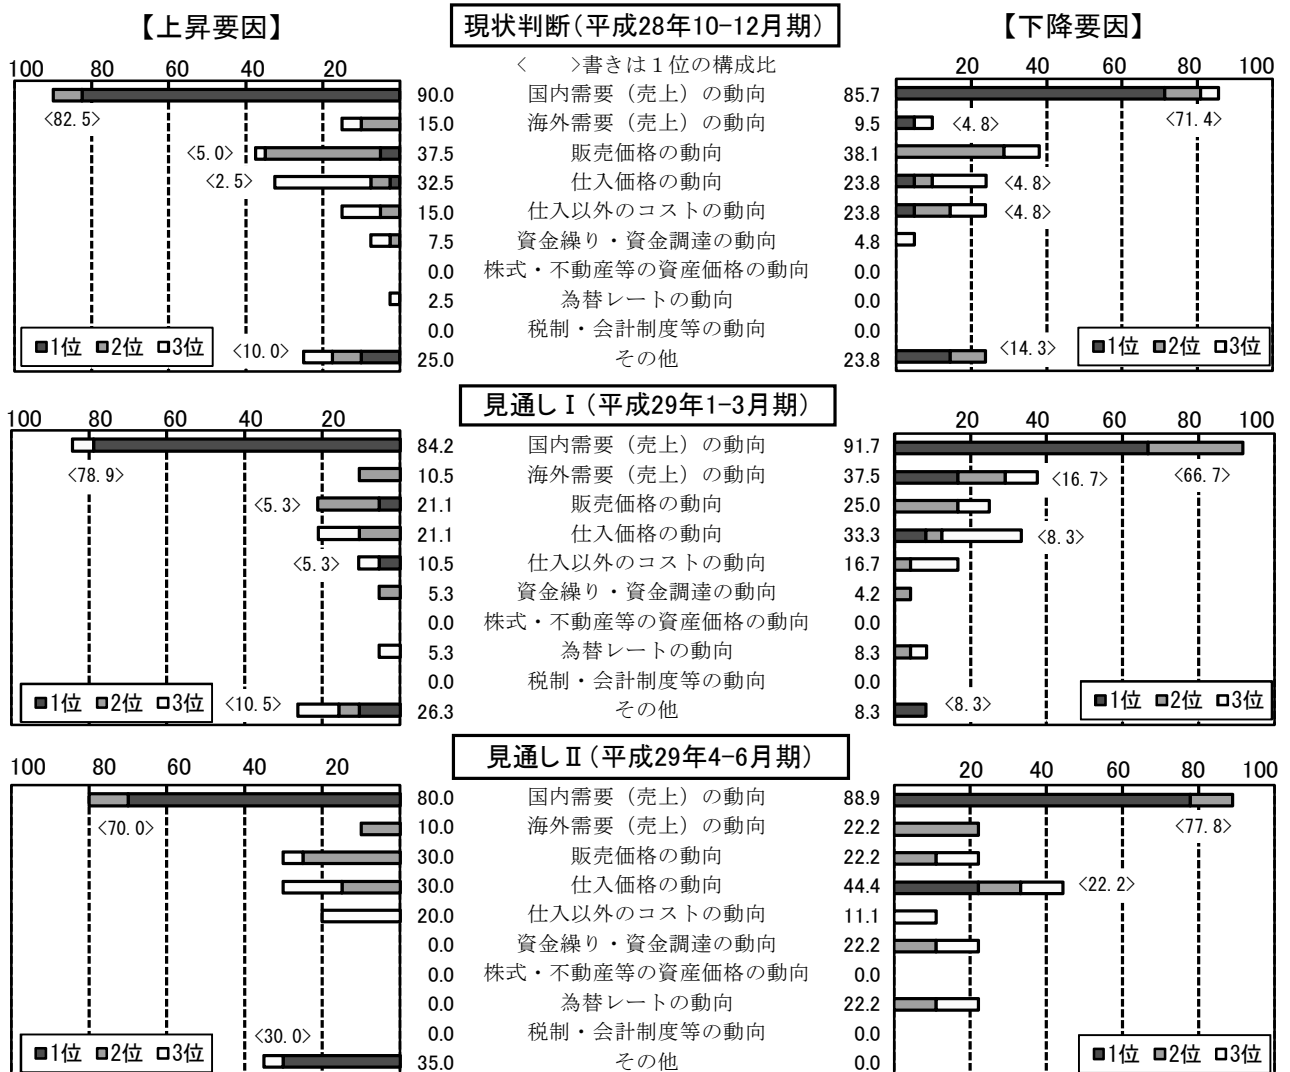 【上昇要因】 現状判断(平成28年10-12月期) 【下降要因】
100 80 60 40 20 20 40 60 80 100
< >書きは1位の構成比
90.0 国内需要(売上)の動向 85.7
<82.5> <71.4>
15.0 海外需要(売上)の動向 9.5 <4.8>
<5.0> 37.5 販売価格の動向 38.1
<2.5> 32.5 仕入価格の動向 23.8 <4.8>
15.0 仕入以外のコストの動向 23.8 <4.8>
7.5 資金繰り・資金調達の動向 4.8
0.0 株式・不動産等の資産価格の動向 0.0
2.5 為替レートの動向 0.0
0.0 税制・会計制度等の動向 0.0
■1位 ■2位 □3位 <10.0> 25.0 その他 23.8 <14.3> ■1位 ■2位 □3位
見通しⅠ(平成29年1-3月期)
100 80 60 40 20 20 40 60 80 100
84.2 国内需要(売上)の動向 91.7
<78.9> 10.5 海外需要(売上)の動向 37.5 <16.7> <66.7>
<5.3> 21.1 販売価格の動向 25.0
21.1 仕入価格の動向 33.3 <8.3>
<5.3> 10.5 仕入以外のコストの動向 16.7
5.3 資金繰り・資金調達の動向 4.2
0.0 株式・不動産等の資産価格の動向 0.0
5.3 為替レートの動向 8.3
0.0 税制・会計制度等の動向 0.0
■1位 ■2位 □3位 <10.5> 26.3 その他 8.3 <8.3> ■1位 ■2位 □3位
見通しⅡ(平成29年4-6月期)
100 80 60 40 20 20 40 60 80 100
80.0 国内需要(売上)の動向 88.9
<70.0> 10.0 海外需要(売上)の動向 22.2 <77.8>
30.0 販売価格の動向 22.2
30.0 仕入価格の動向 44.4 <22.2>
20.0 仕入以外のコストの動向 11.1
0.0 資金繰り・資金調達の動向 22.2
0.0 株式・不動産等の資産価格の動向 0.0
0.0 為替レートの動向 22.2
<30.0> 0.0 税制・会計制度等の動向 0.0
■1位 ■2位 □3位 35.0 その他 0.0 ■1位 ■2位 □3位